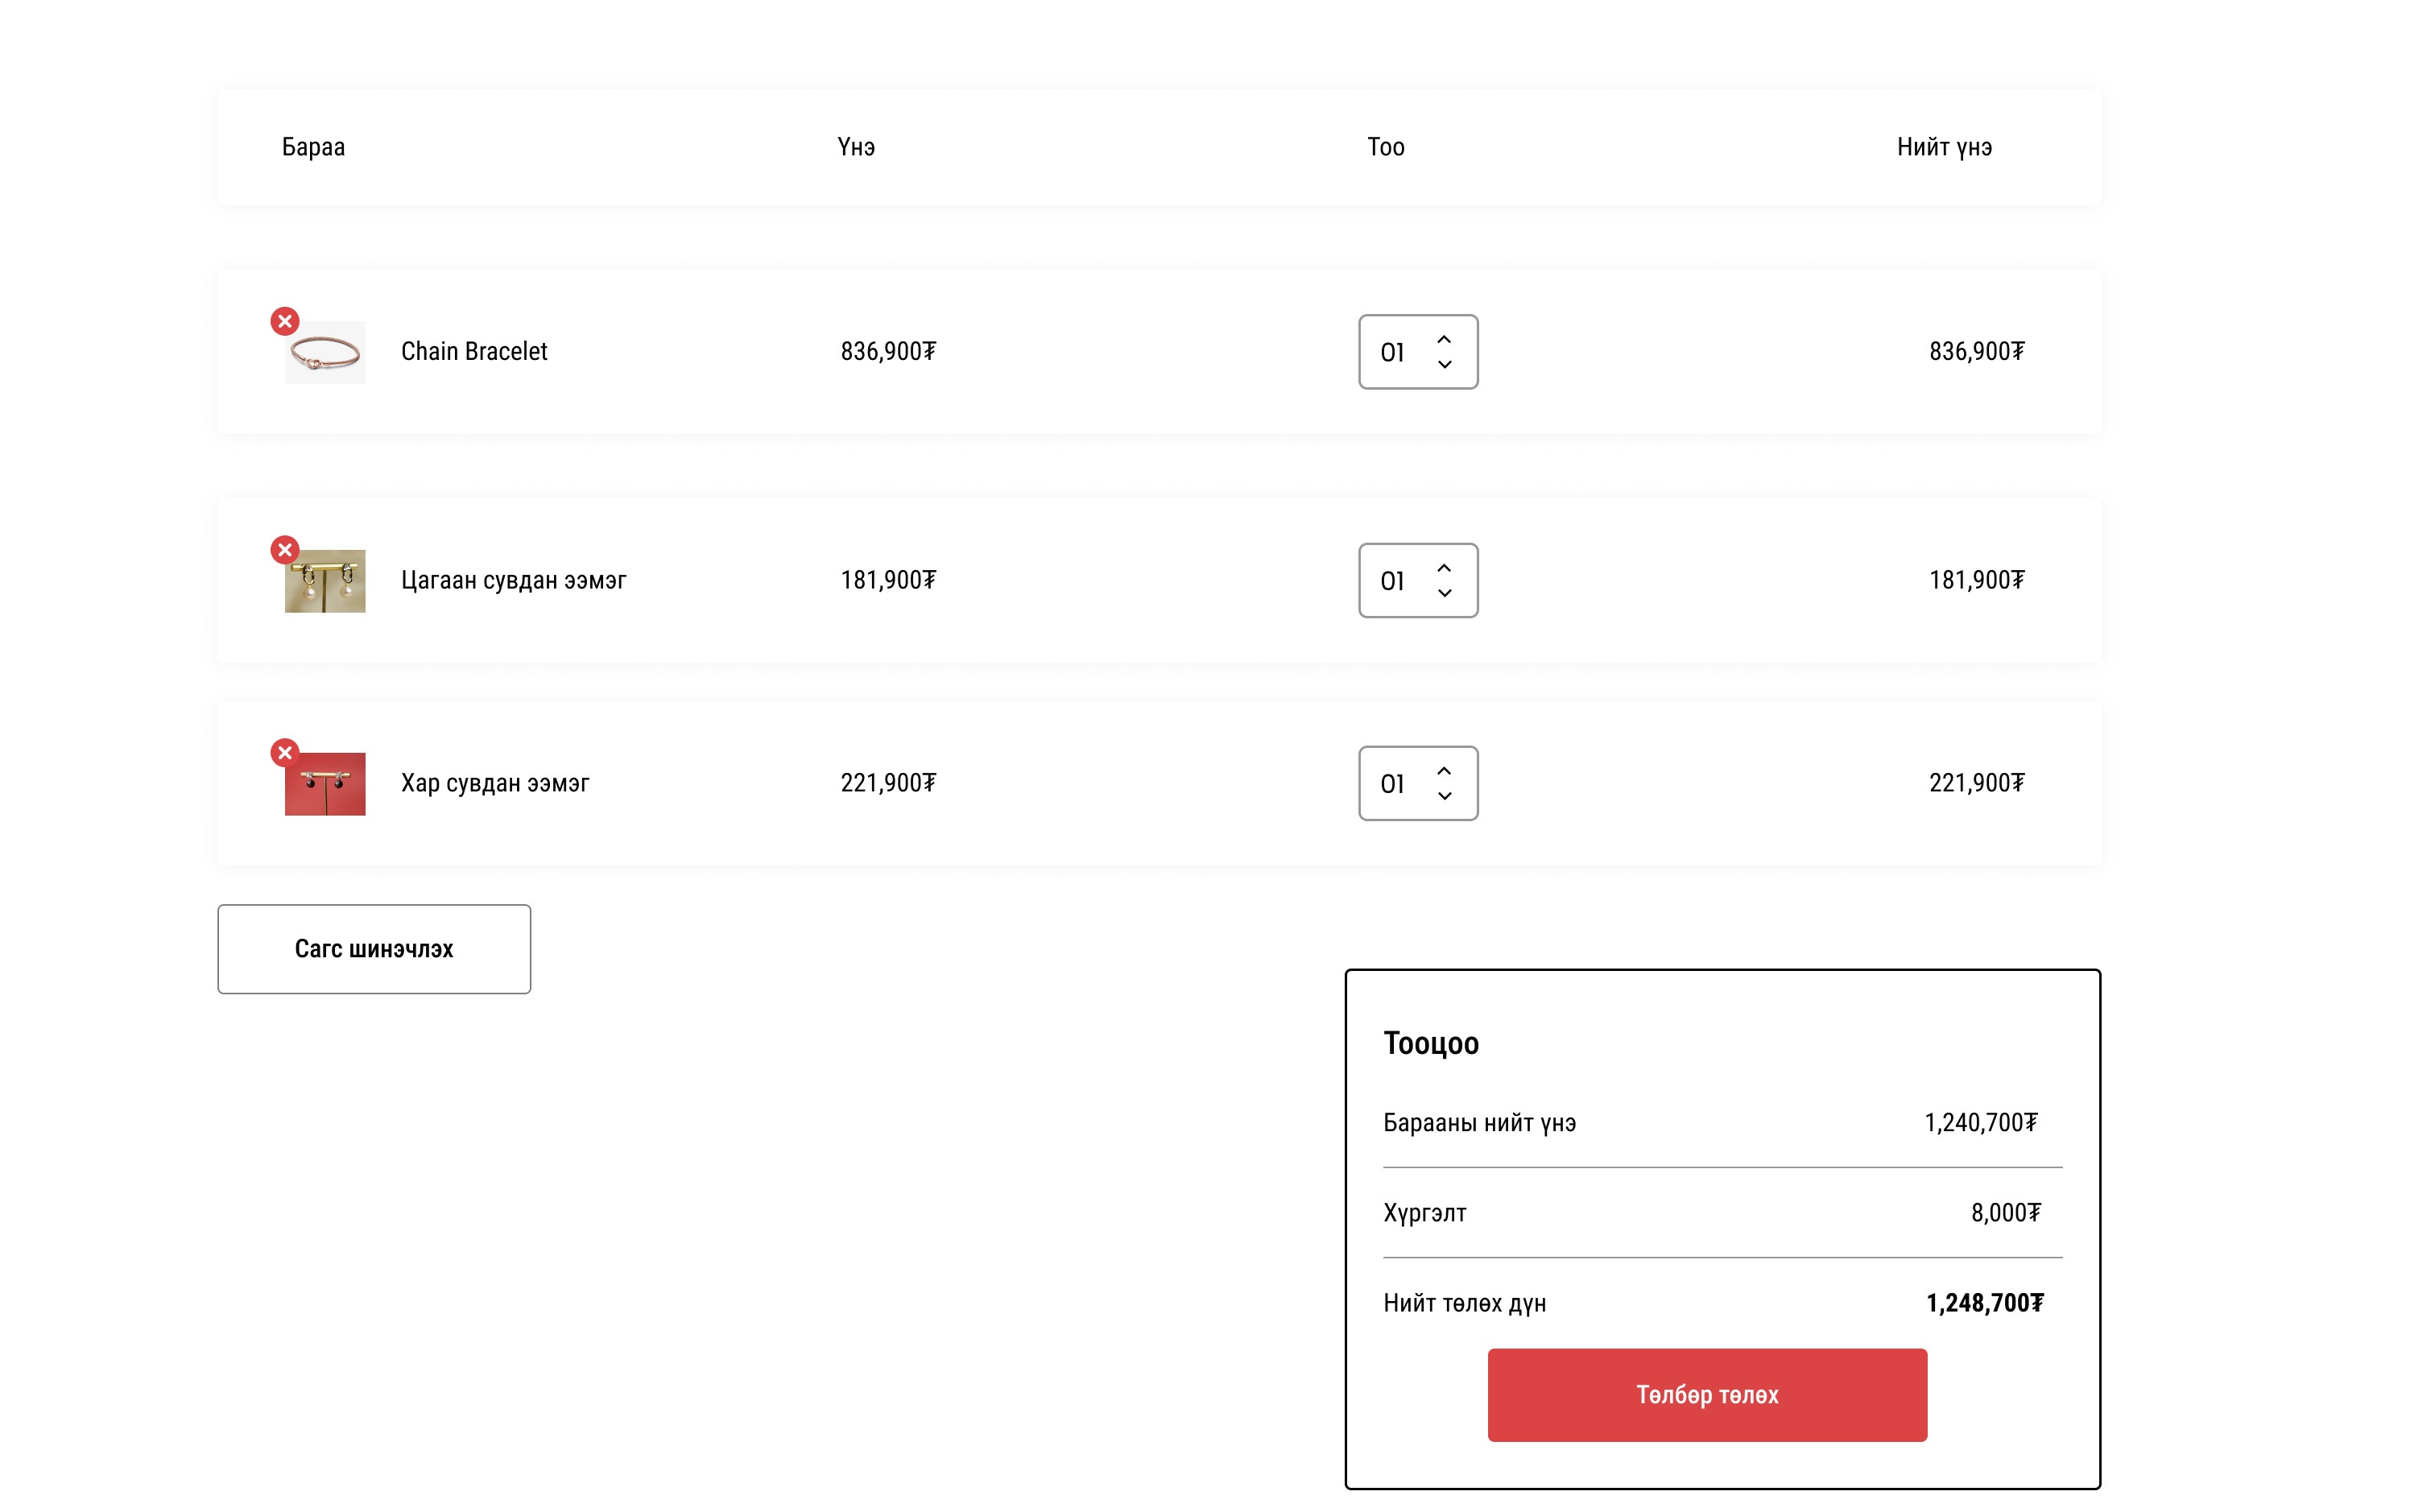 Бараа Үнэ Тоо Нийт үнэ
Chain Bracelet 836,900₮ 01 836,900₮
Цагаан сувдан ээмэг 181,900₮ 01 181,900₮
Хар сувдан ээмэг 221,900₮ 01 221,900₮
Сагс шинэчлэх
Тооцоо
Барааны нийт үнэ 1,240,700₮
Хүргэлт 8,000₮
Нийт төлөх дүн 1,248,700₮
Төлбөр төлөх